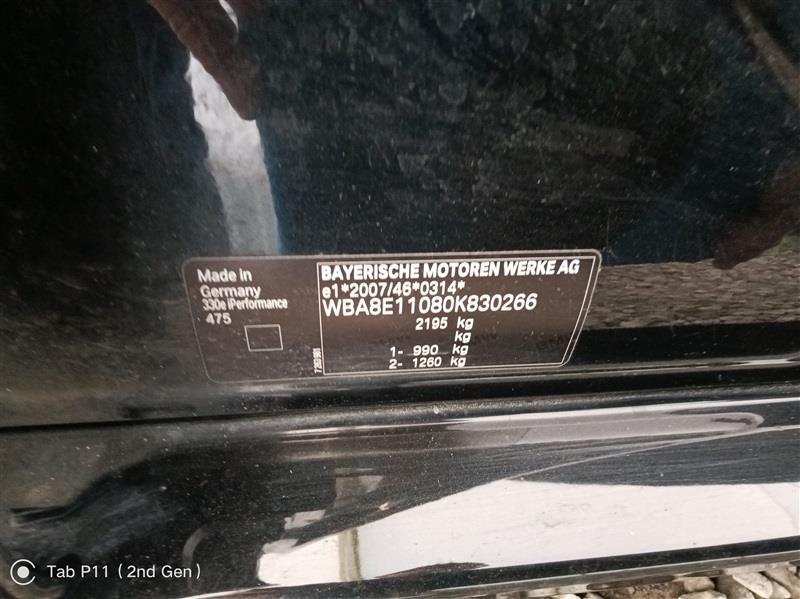 Made in
Germany
330e iPerformance
475
BAYERISCHE MOTOREN WERKE AG
e1*2007/46*0314*
WBA8E11080K830266
2195 kg
kg
1- 990 kg
2- 1260 kg
Tab P11 (2nd Gen)